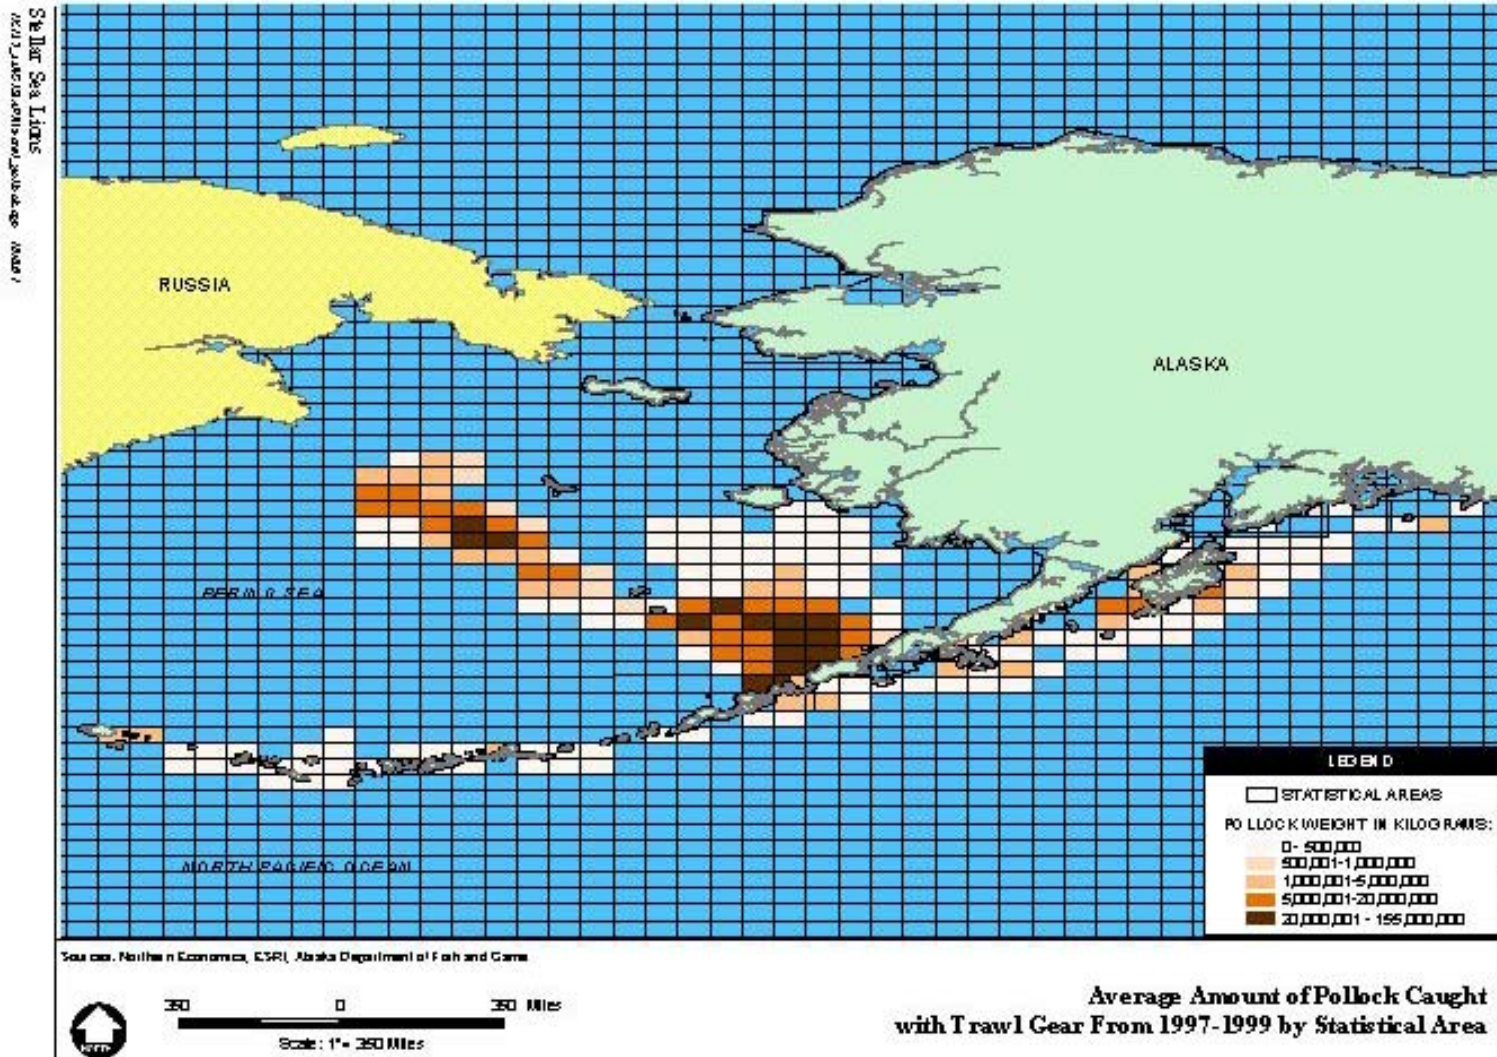 Stellar Sea Lions
RUSSIA
ALASKA
BERING SEA
NORTH PACIFIC OCEAN
LEGEND
STATISTICAL AREAS
POLLOCK WEIGHT IN KILOGRAMS:
0 - 500,000
500,001-1,000,000
1,000,001-5,000,000
5,000,001-20,000,000
20,000,001 - 155,000,000
Sources: Northern Economics, ESRI, Alaska Department of Fish and Game
350 0 350 Miles
Scale: 1" = 350 Miles
NORTH
Average Amount of Pollock Caught
with Trawl Gear From 1997-1999 by Statistical Area